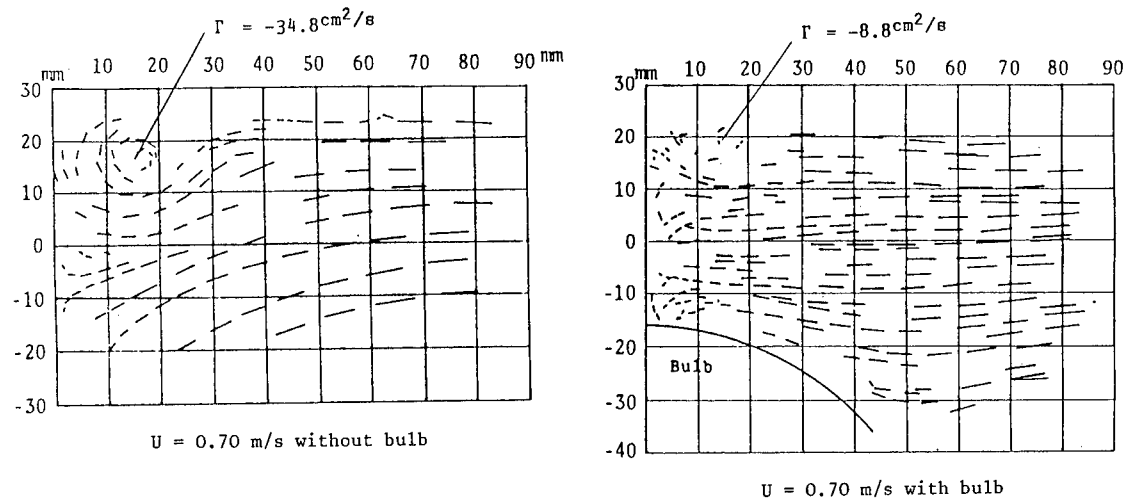 Γ = -34.8cm²/s
mm 10 20 30 40 50 60 70 80 90 mm
30
20
10
0
-10
-20
-30
U = 0.70 m/s without bulb
Γ = -8.8cm²/s
mm 10 20 30 40 50 60 70 80 90
30
20
10
0
-10
-20
-30
-40
Bulb
U = 0.70 m/s with bulb